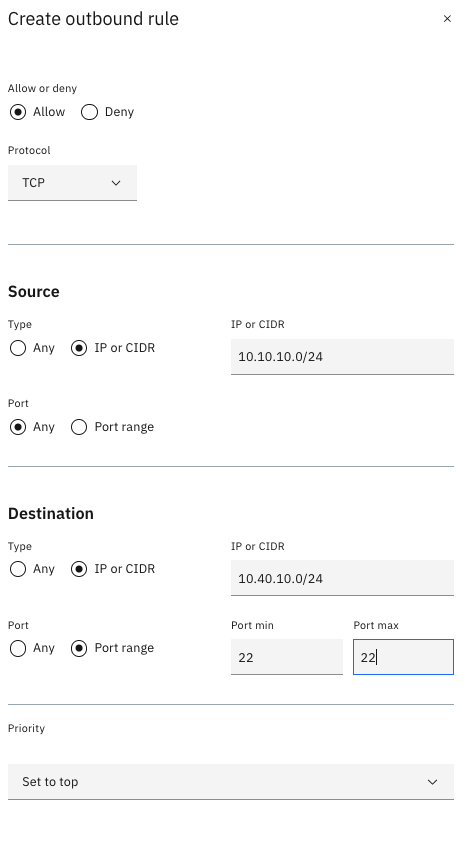 Create outbound rule
Allow or deny
Allow Deny
Protocol
TCP
Source
Type
Any IP or CIDR
IP or CIDR
10.10.10.0/24
Port
Any Port range
Destination
Type
Any IP or CIDR
IP or CIDR
10.40.10.0/24
Port
Any Port range
Port min
22
Port max
22
Priority
Set to top